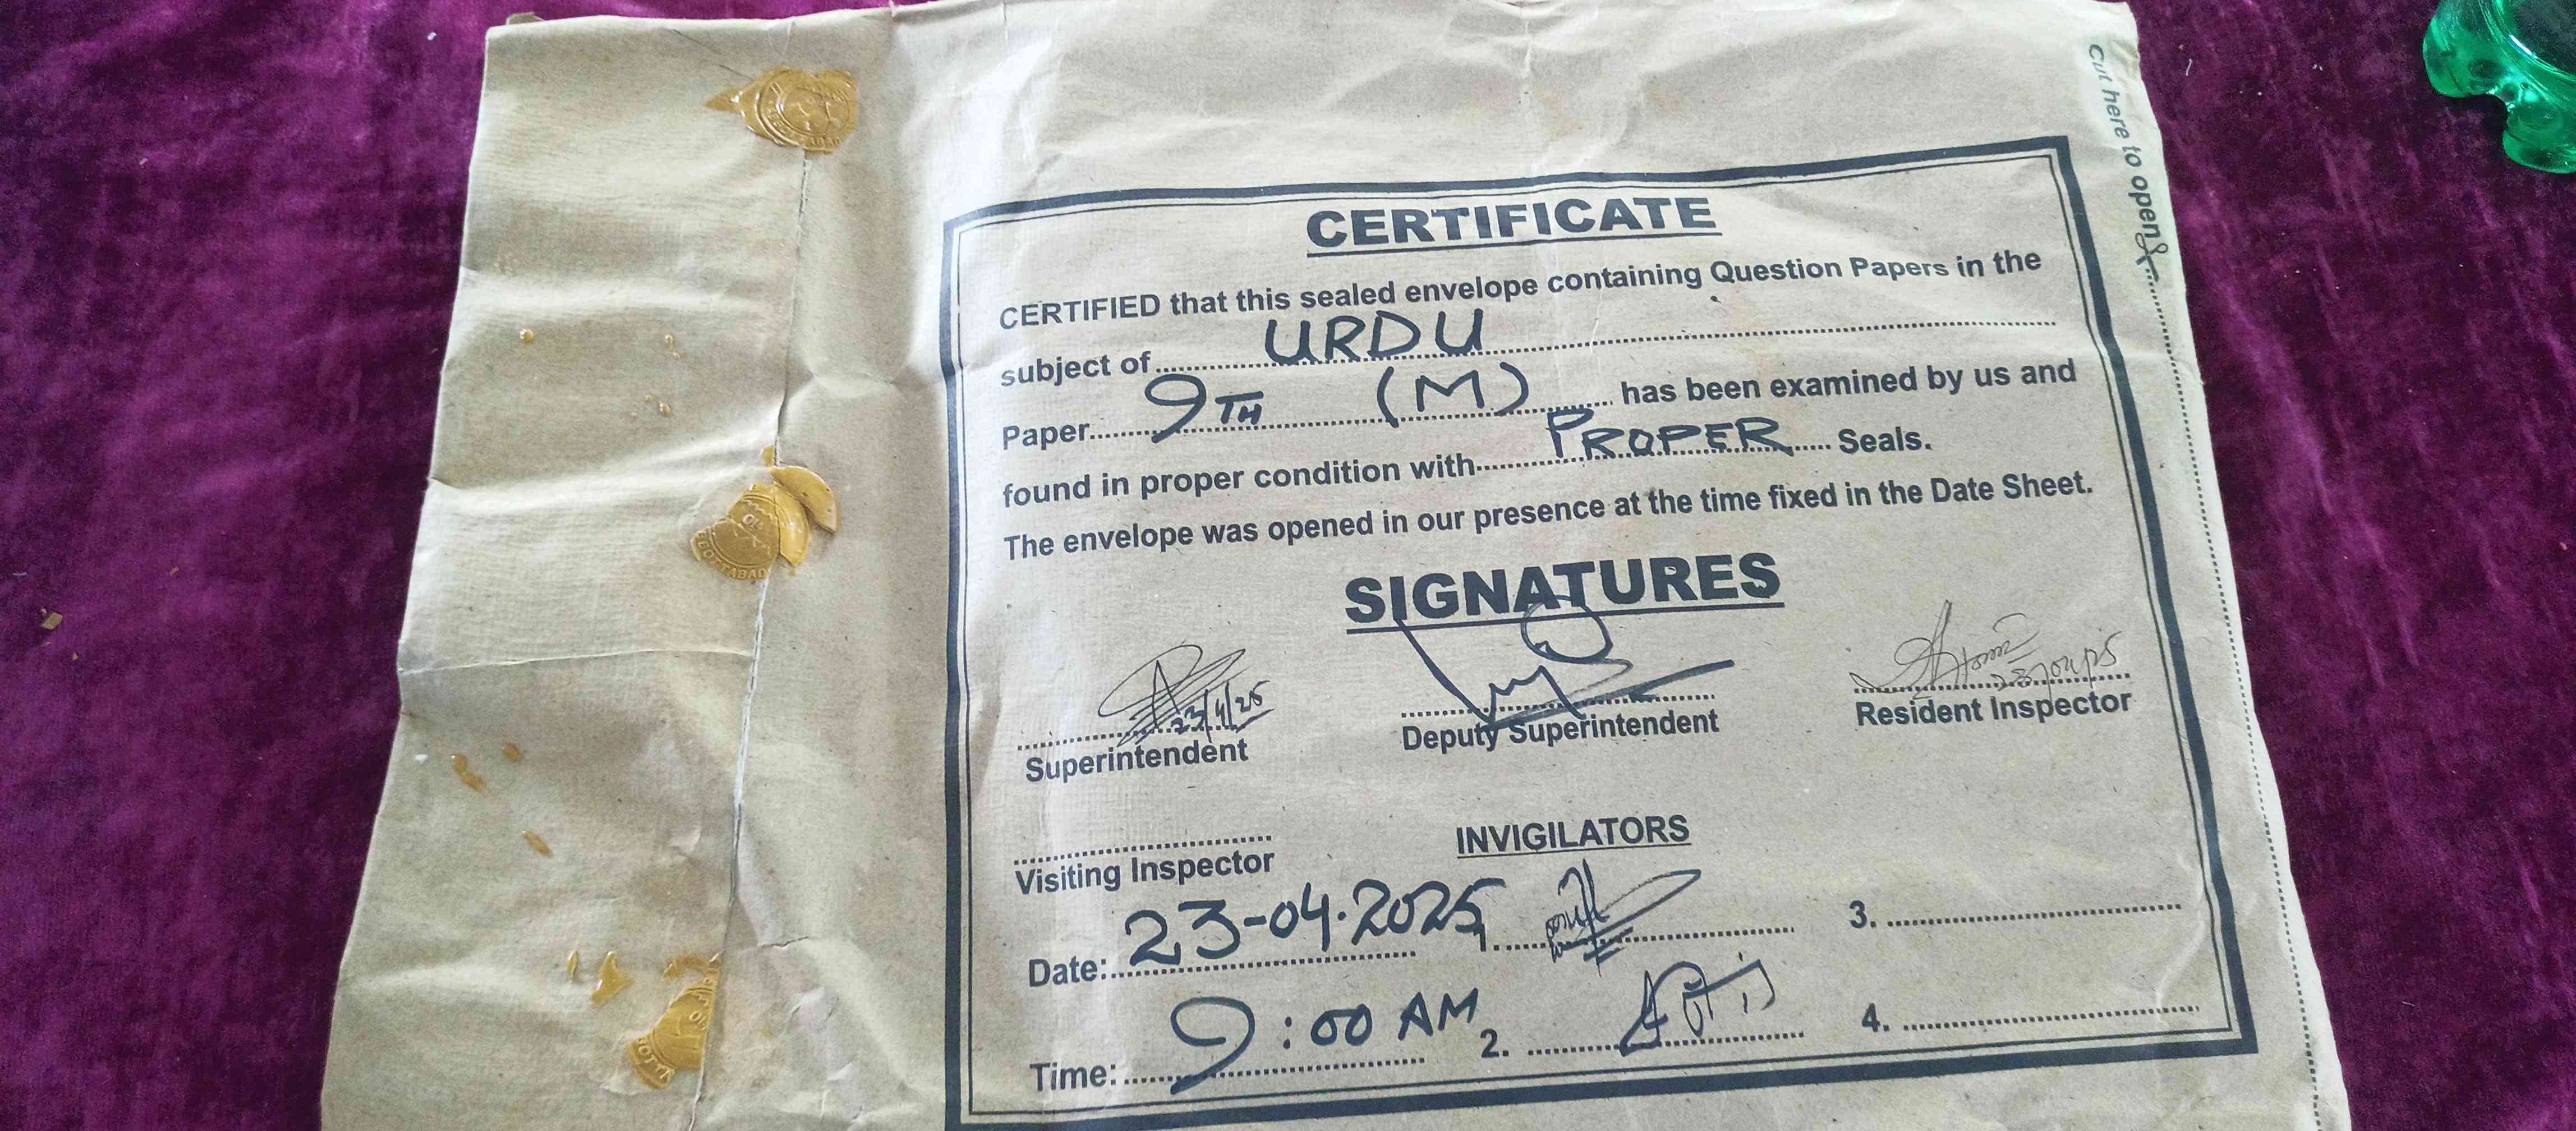 Cut here to open
CERTIFICATE
CERTIFIED that this sealed envelope containing Question Papers in the
subject of URDU
Paper 9TH (M) has been examined by us and
found in proper condition with PROPER Seals.
The envelope was opened in our presence at the time fixed in the Date Sheet.
SIGNATURES
23/4/25
Superintendent
Deputy Superintendent
Resident Inspector
Visiting Inspector
INVIGILATORS
Date: 23-04-2025
1.
3.
Time: 9:00 AM
2.
4.
BBOTTABAD